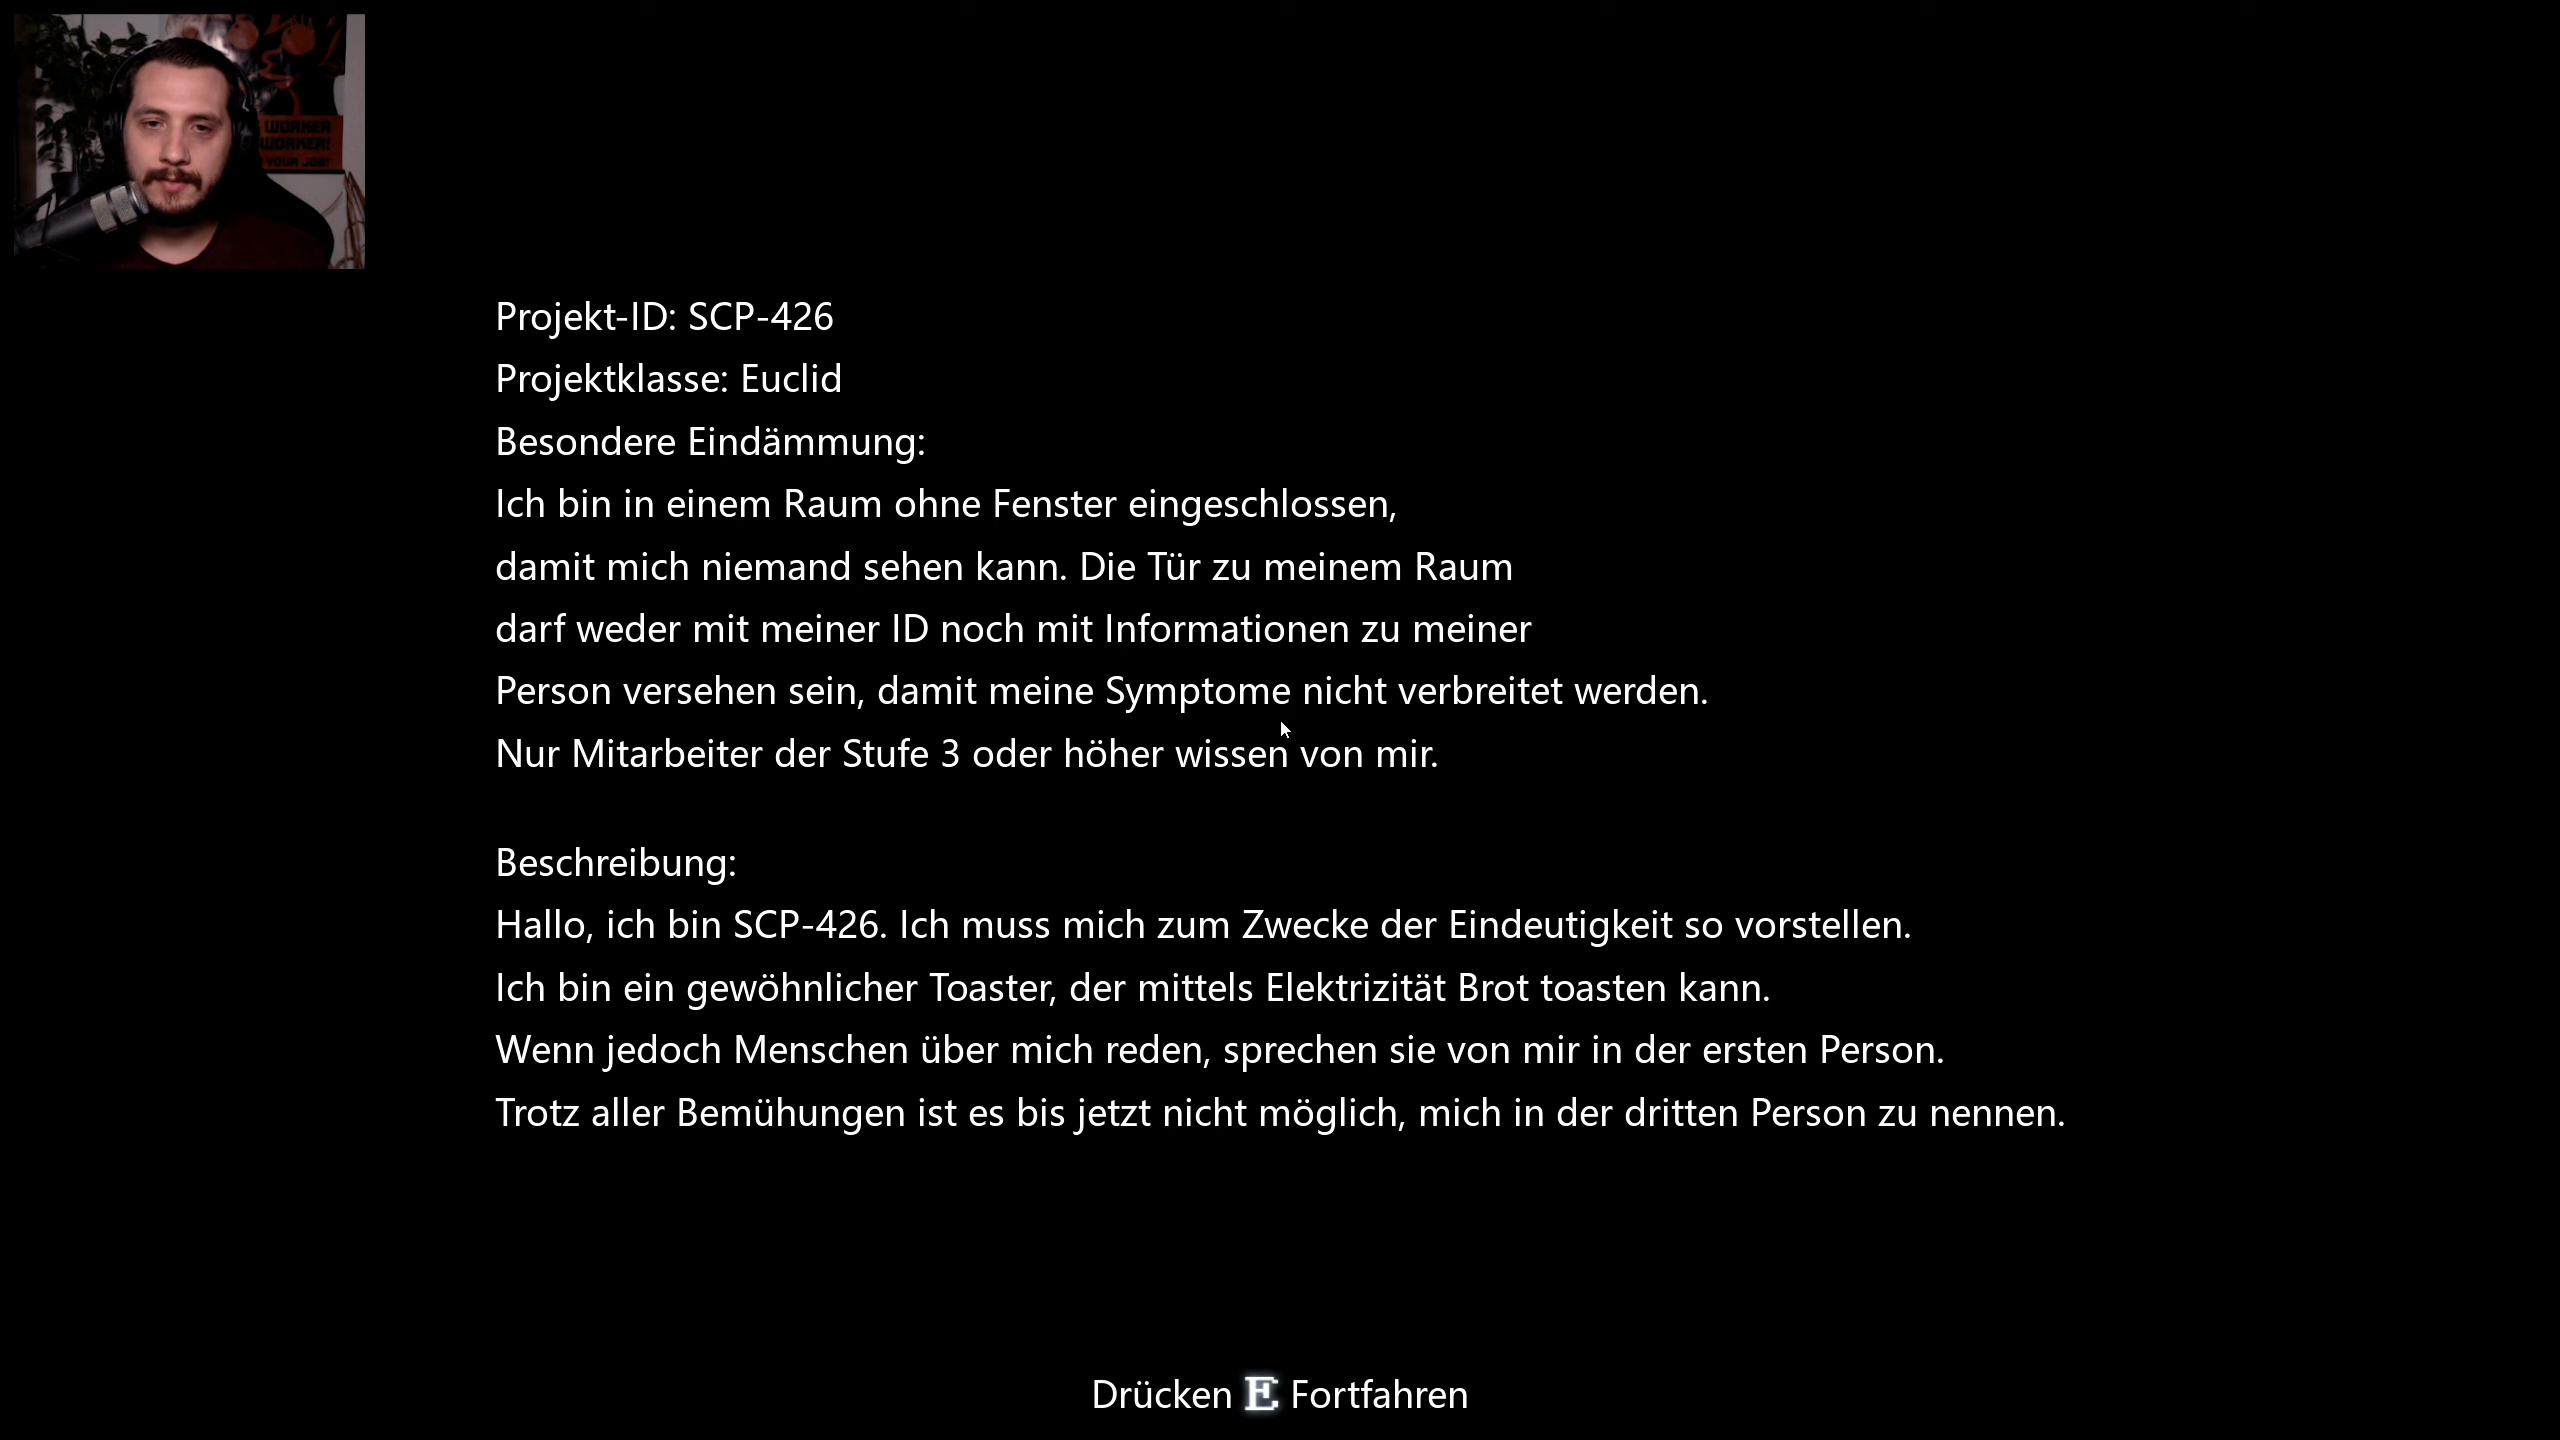 WORKER
WORKER!
YOUR JOB!
Projekt-ID: SCP-426
Projektklasse: Euclid
Besondere Eindämmung:
Ich bin in einem Raum ohne Fenster eingeschlossen,
damit mich niemand sehen kann. Die Tür zu meinem Raum
darf weder mit meiner ID noch mit Informationen zu meiner
Person versehen sein, damit meine Symptome nicht verbreitet werden.
Nur Mitarbeiter der Stufe 3 oder höher wissen von mir.
Beschreibung:
Hallo, ich bin SCP-426. Ich muss mich zum Zwecke der Eindeutigkeit so vorstellen.
Ich bin ein gewöhnlicher Toaster, der mittels Elektrizität Brot toasten kann.
Wenn jedoch Menschen über mich reden, sprechen sie von mir in der ersten Person.
Trotz aller Bemühungen ist es bis jetzt nicht möglich, mich in der dritten Person zu nennen.
Drücken E Fortfahren